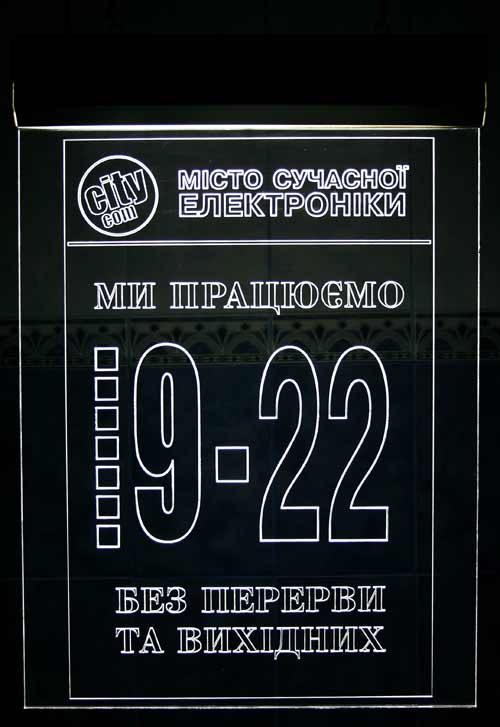 city
com
МІСТО СУЧАСНОЇ
ЕЛЕКТРОНІКИ
МИ ПРАЦЮЄМО
9-22
БЕЗ ПЕРЕРВИ
ТА ВИХІДНИХ